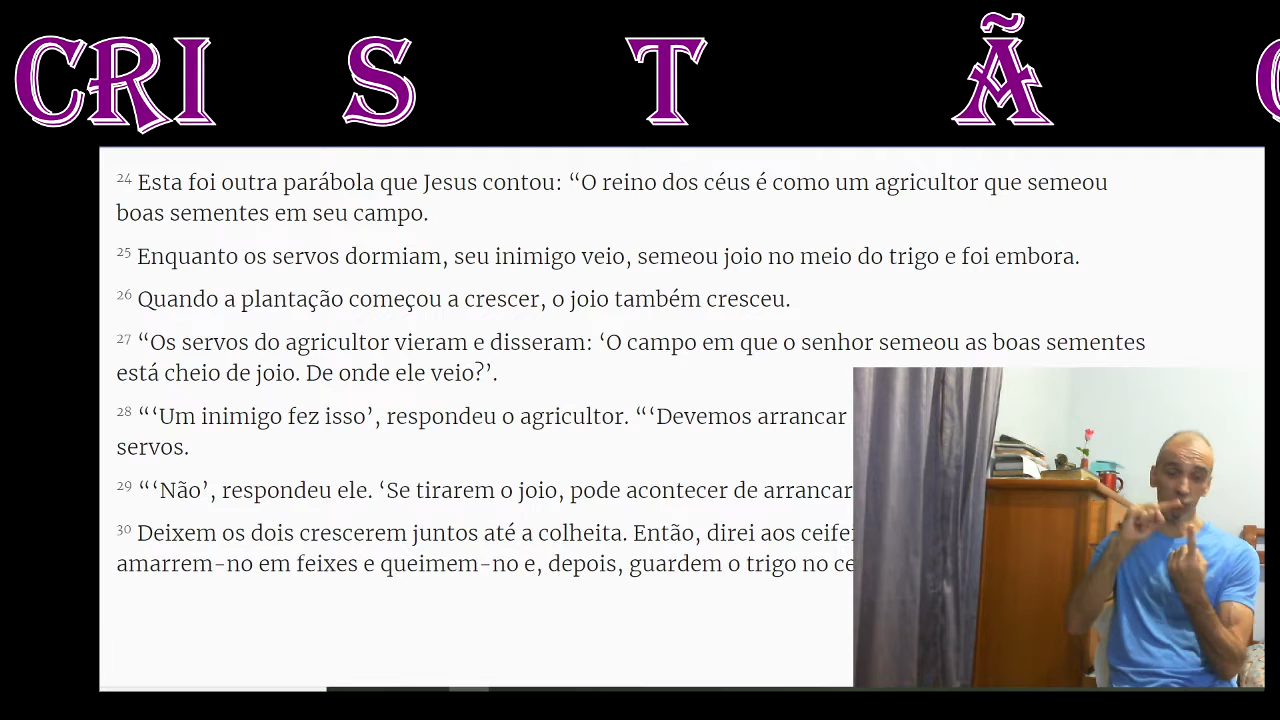 CRISTÃ
24 Esta foi outra parábola que Jesus contou: “O reino dos céus é como um agricultor que semeou
boas sementes em seu campo.
25 Enquanto os servos dormiam, seu inimigo veio, semeou joio no meio do trigo e foi embora.
26 Quando a plantação começou a crescer, o joio também cresceu.
27 “Os servos do agricultor vieram e disseram: ‘O campo em que o senhor semeou as boas sementes
está cheio de joio. De onde ele veio?’.
28 “‘Um inimigo fez isso’, respondeu o agricultor. “‘Devemos arrancar
servos.
29 “‘Não’, respondeu ele. ‘Se tirarem o joio, pode acontecer de arrancar
30 Deixem os dois crescerem juntos até a colheita. Então, direi aos
amarrem-no em feixes e queimem-no e, depois, guardem o trigo no